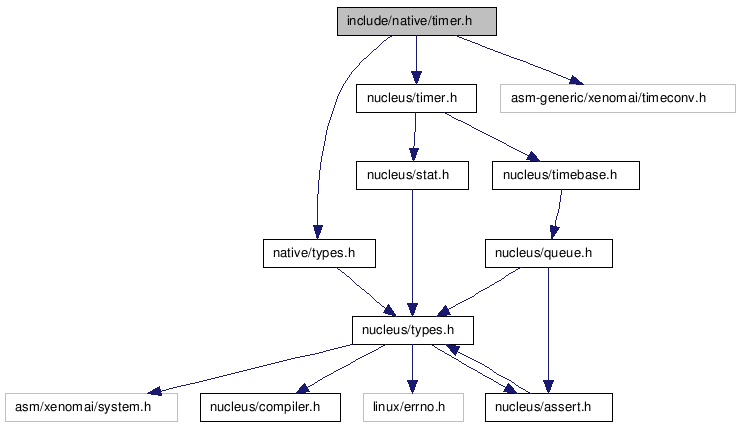 include/native/timer.h
nucleus/timer.h
asm-generic/xenomai/timeconv.h
nucleus/stat.h
nucleus/timebase.h
native/types.h
nucleus/queue.h
nucleus/types.h
asm/xenomai/system.h
nucleus/compiler.h
linux/errno.h
nucleus/assert.h